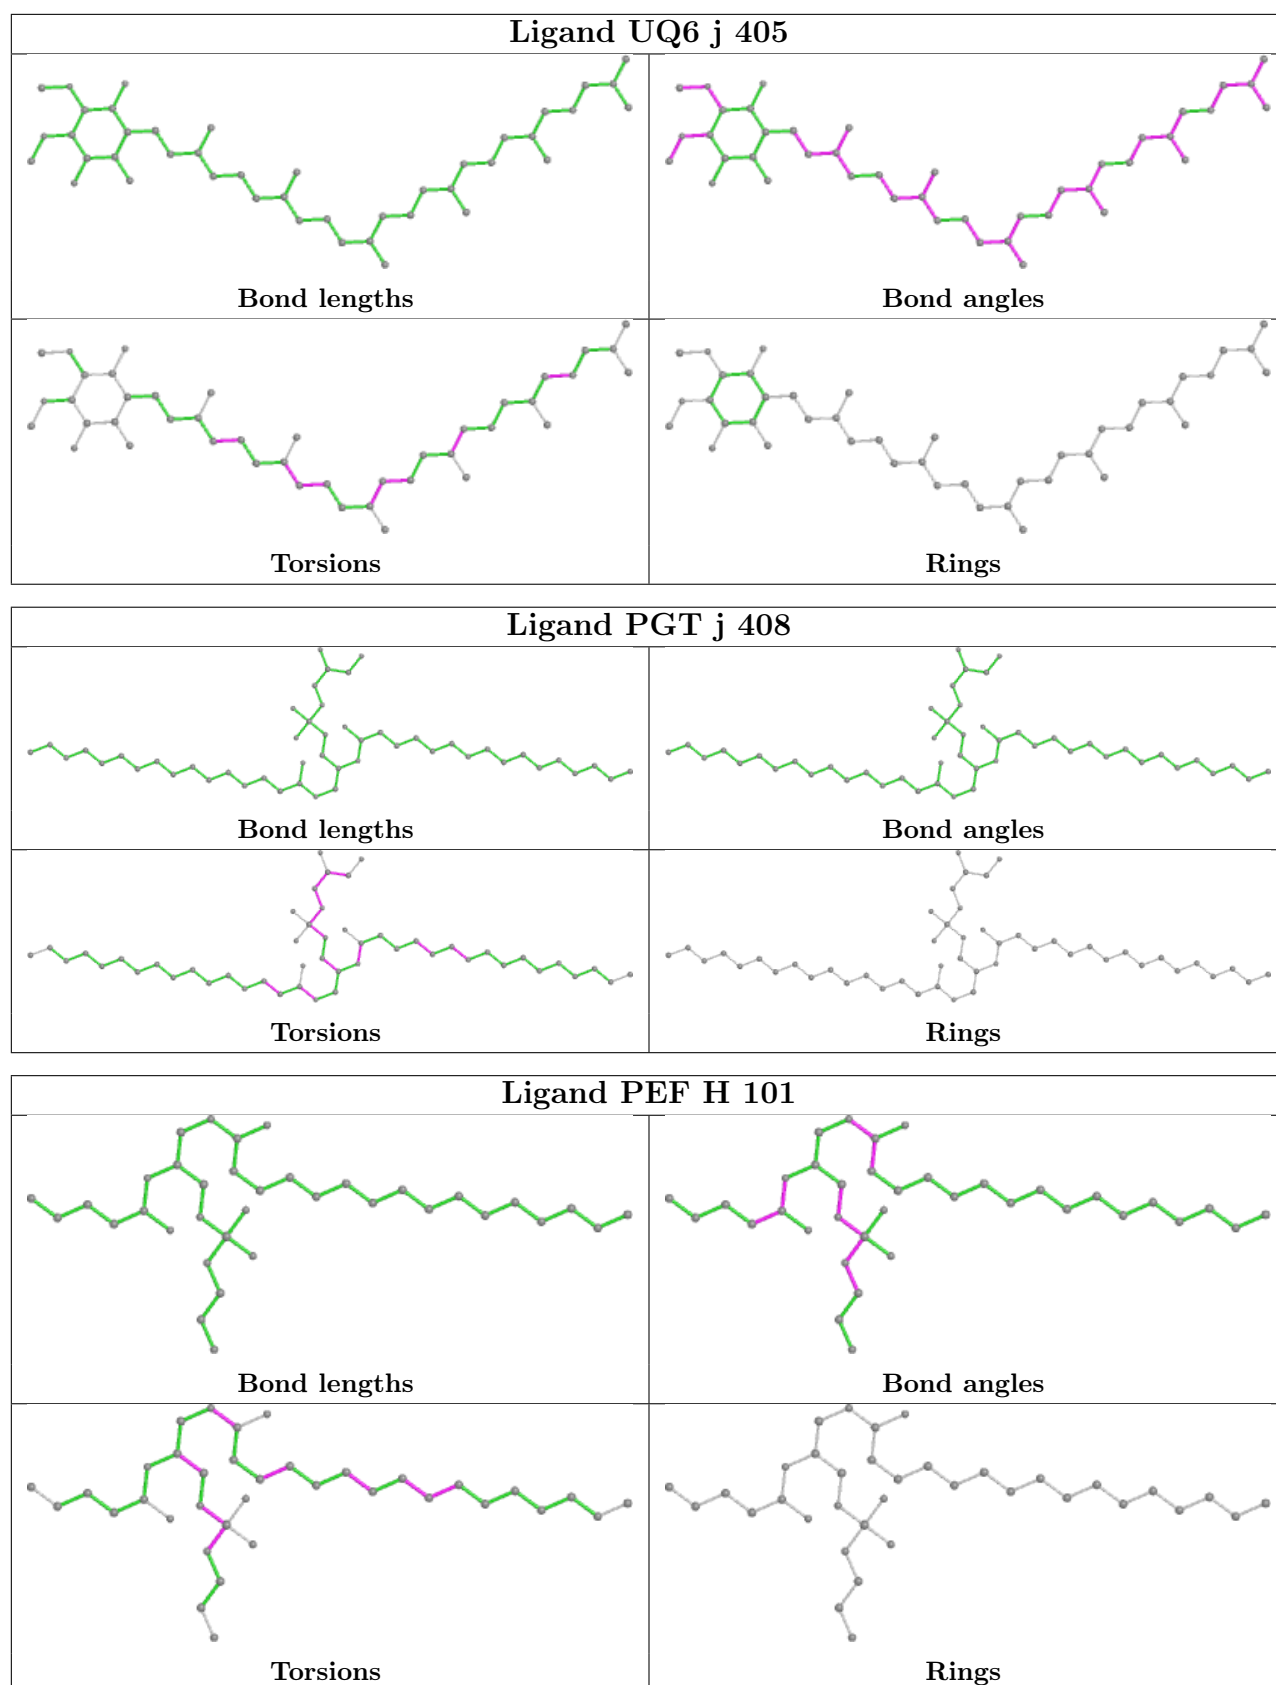 Ligand UQ6 j 405
Bond lengths
Bond angles
Torsions
Rings
Ligand PGT j 408
Bond lengths
Bond angles
Torsions
Rings
Ligand PEF H 101
Bond lengths
Bond angles
Torsions
Rings